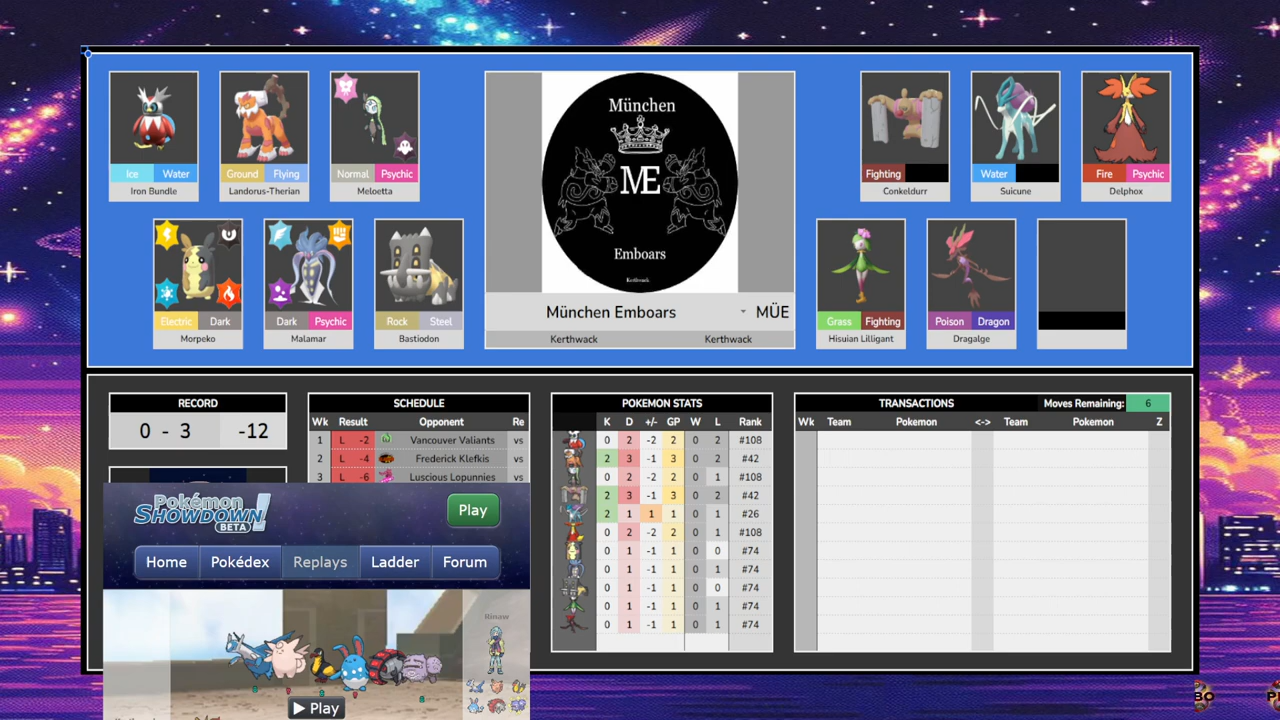 Ice Water
Iron Bundle
Ground Flying
Landorus-Therian
Normal Psychic
Meloetta
Electric Dark
Morpeko
Dark Psychic
Malamar
Rock Steel
Bastiodon
München
ME
Emboars
Kerthwack
München Emboars MÜE
Kerthwack Kerthwack
Fighting
Conkeldurr
Water
Suicune
Fire Psychic
Delphox
Grass Fighting
Hisuian Lilligant
Poison Dragon
Dragalge
RECORD
0 - 3 -12
SCHEDULE
Wk Result Opponent Re
1 L -2 Vancouver Valiants vs
2 L -4 Frederick Klefkis vs
3 L -6 Luscious Lopunnies vs
POKEMON STATS
K D +/- GP W L Rank
0 2 -2 2 0 2 #108
2 3 -1 3 0 2 #42
0 2 -2 2 0 1 #108
2 3 -1 3 0 2 #42
2 1 1 1 0 1 #26
0 2 -2 2 0 1 #108
0 1 -1 1 0 0 #74
0 1 -1 1 0 1 #74
0 1 -1 1 0 0 #74
0 1 -1 1 0 1 #74
0 1 -1 1 0 1 #74
TRANSACTIONS Moves Remaining: 6
Wk Team Pokemon <-> Team Pokemon Z
Pokémon
SHOWDOWN!
BETA
Play
Home Pokédex Replays Ladder Forum
Rinase
Play